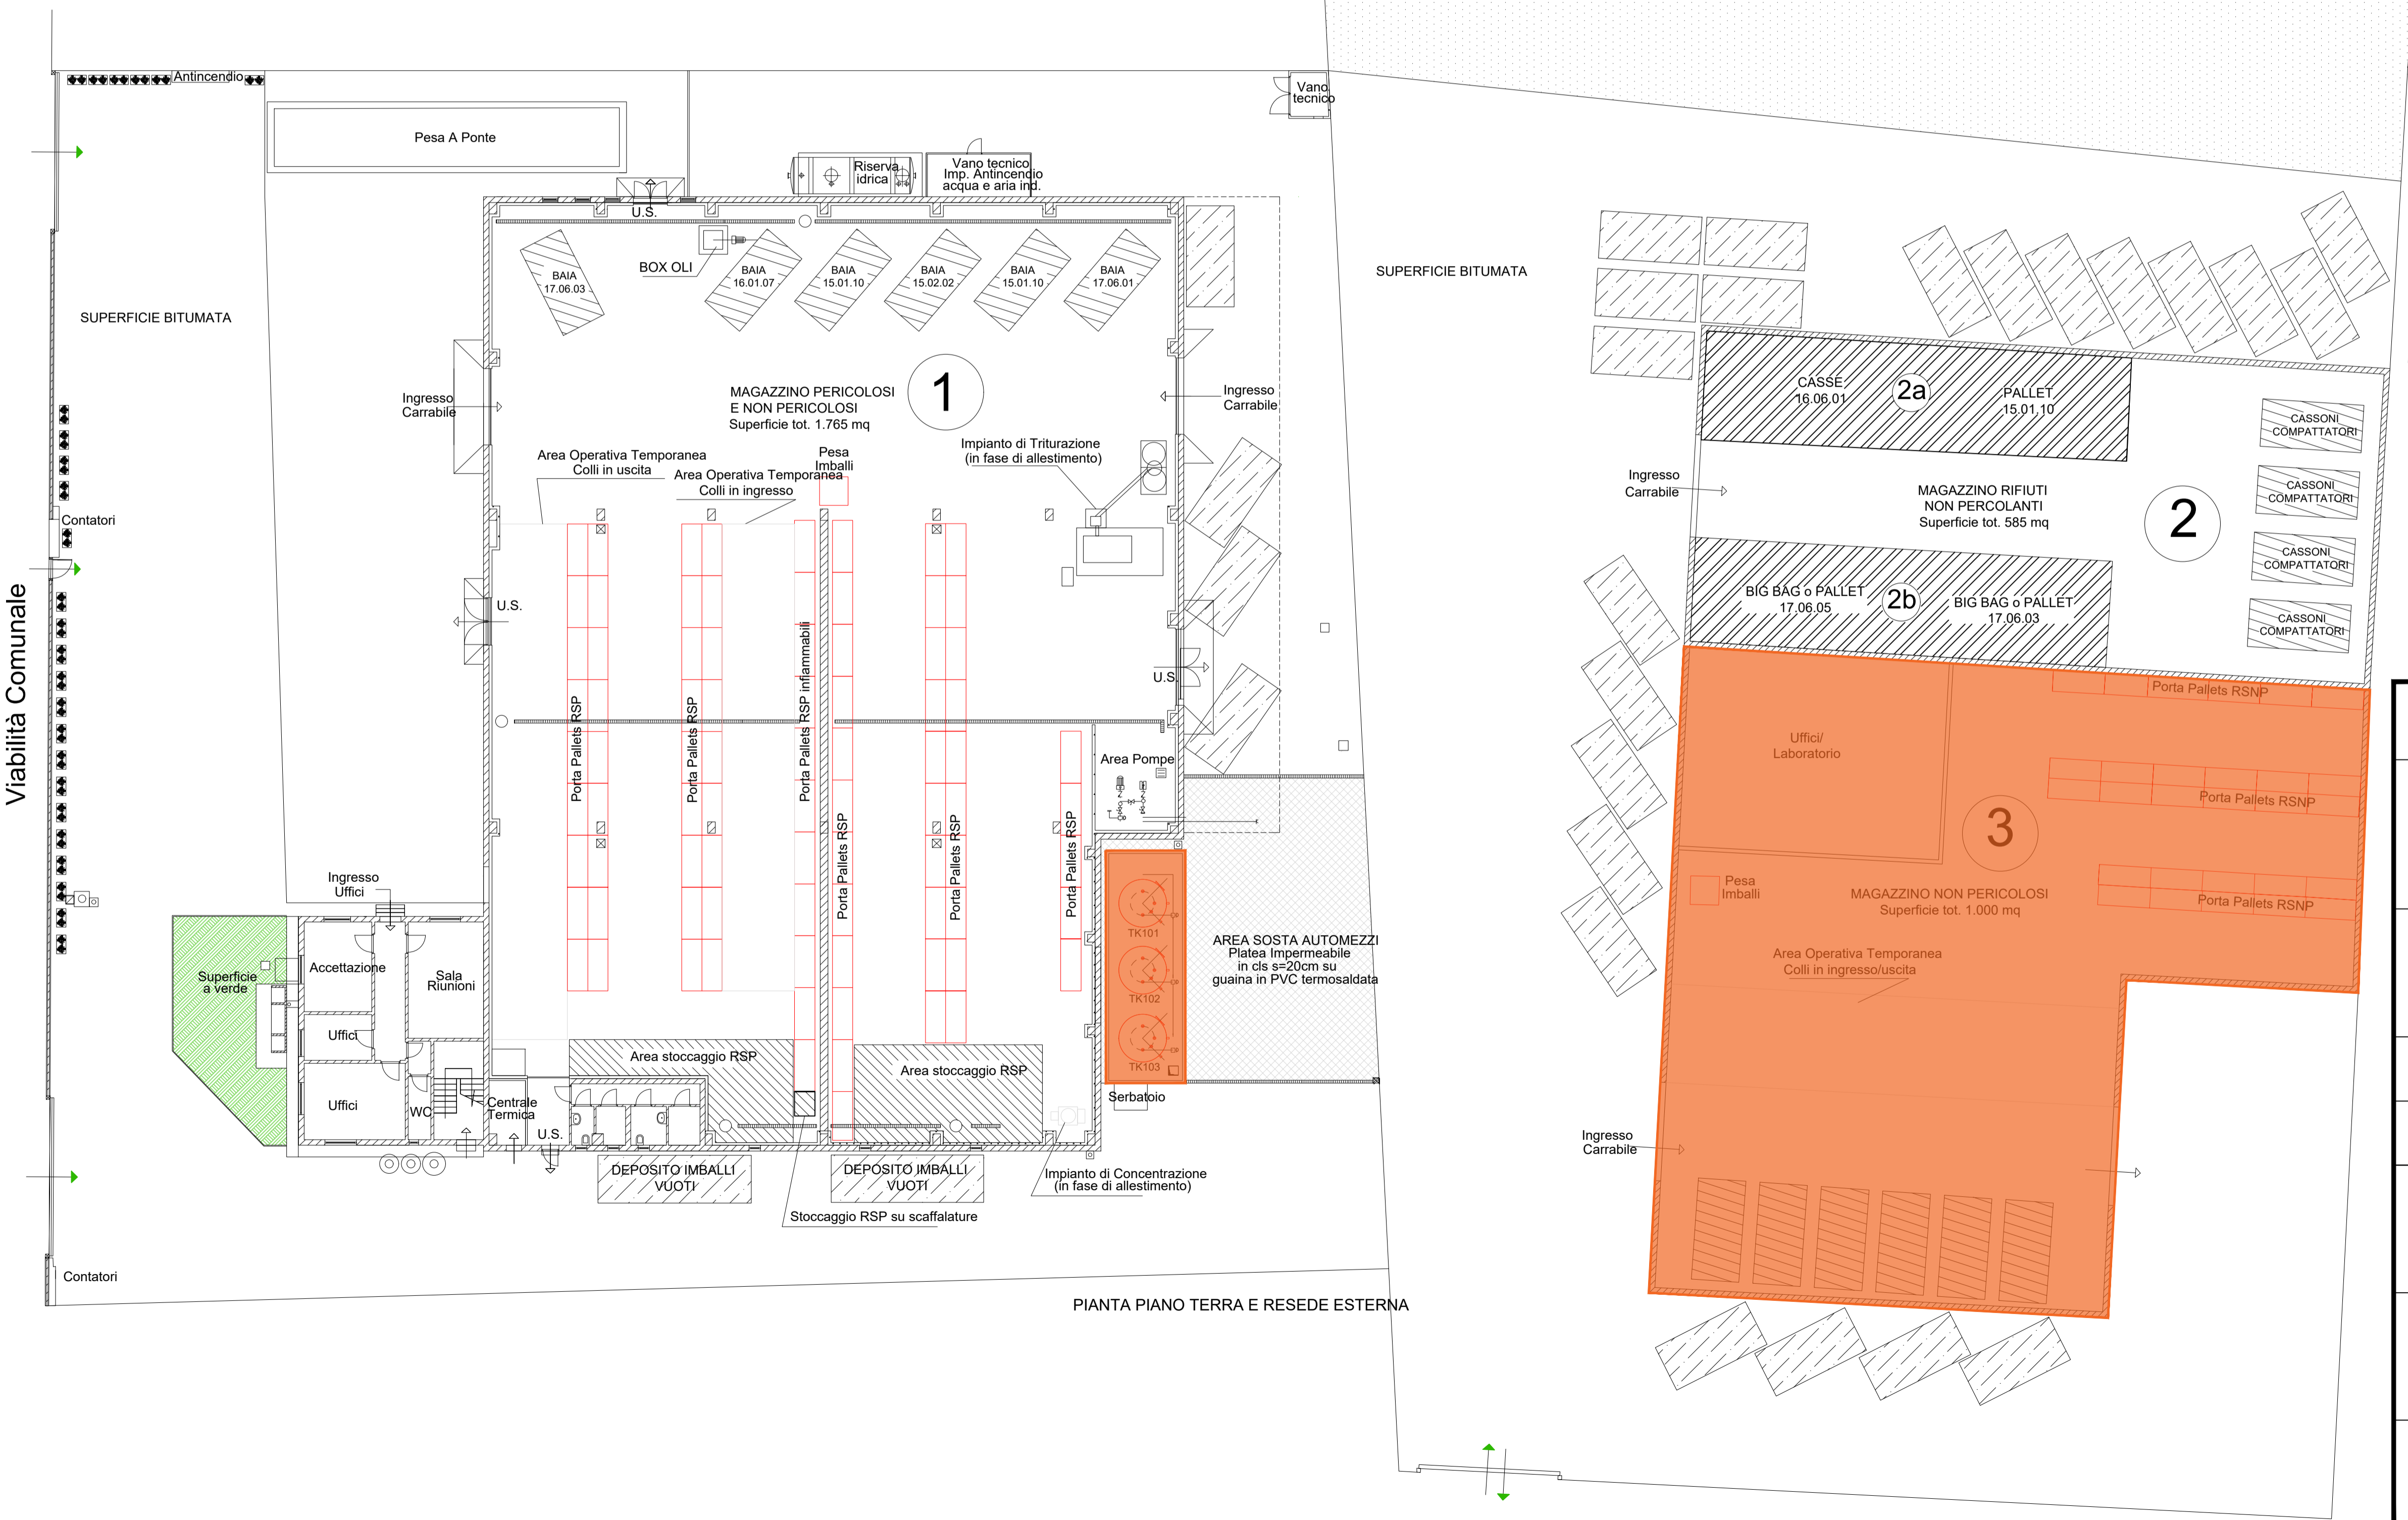 Antincendio
Vano
tecnico
Pesa A Ponte
Riserva
idrica
Vano tecnico
Imp. Antincendio
acqua e aria ind.
U.S.
BOX OLI
BAIA
17.06.03
BAIA
16.01.07
BAIA
15.01.10
BAIA
15.02.02
BAIA
15.01.10
BAIA
17.06.01
SUPERFICIE BITUMATA
SUPERFICIE BITUMATA
Ingresso
Carrabile
MAGAZZINO PERICOLOSI
E NON PERICOLOSI
Superficie tot. 1.765 mq
1
Ingresso
Carrabile
Area Operativa Temporanea
Colli in uscita
Area Operativa Temporanea
Colli in ingresso
Pesa
Imballi
Impianto di Triturazione
(in fase di allestimento)
Contatori
U.S.
U.S.
Viabilità Comunale
Porta Pallets RSP
Porta Pallets RSP
Porta Pallets RSP infiammabili
Porta Pallets RSP
Porta Pallets RSP
Porta Pallets RSP
Area Pompe
TK101
TK102
TK103
Serbatoio
AREA SOSTA AUTOMEZZI
Platea Impermeabile
in cls s=20cm su
guaina in PVC termosaldata
Ingresso
Uffici
Superficie
a verde
Accettazione
Sala
Riunioni
Uffici
Uffici
WC
Centrale
Termica
U.S.
Area stoccaggio RSP
Area stoccaggio RSP
DEPOSITO IMBALLI
VUOTI
DEPOSITO IMBALLI
VUOTI
Impianto di Concentrazione
(in fase di allestimento)
Stoccaggio RSP su scaffalature
Contatori
PIANTA PIANO TERRA E RESEDE ESTERNA
CASSE
16.06.01
2a
PALLET
15.01.10
CASSONI
COMPATTATORI
CASSONI
COMPATTATORI
CASSONI
COMPATTATORI
CASSONI
COMPATTATORI
Ingresso
Carrabile
MAGAZZINO RIFIUTI
NON PERCOLANTI
Superficie tot. 585 mq
2
BIG BAG o PALLET
17.06.05
2b
BIG BAG o PALLET
17.06.03
Porta Pallets RSNP
Uffici/
Laboratorio
Porta Pallets RSNP
3
Pesa
Imballi
MAGAZZINO NON PERICOLOSI
Superficie tot. 1.000 mq
Porta Pallets RSNP
Area Operativa Temporanea
Colli in ingresso/uscita
Ingresso
Carrabile